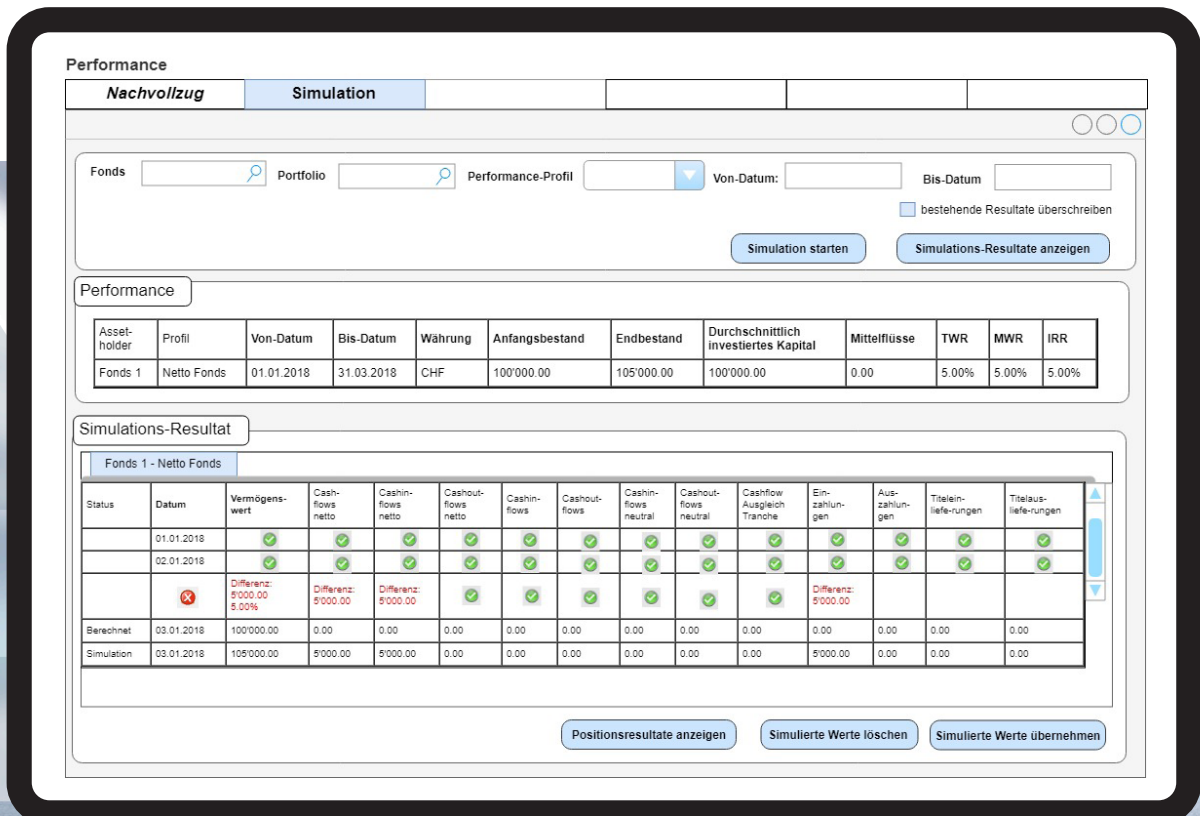 Performance
Nachvollzug Simulation
Fonds Portfolio Performance-Profil Von-Datum: Bis-Datum
bestehende Resultate überschreiben
Simulation starten Simulations-Resultate anzeigen
Performance
Asset-
holder Profil Von-Datum Bis-Datum Währung Anfangsbestand Endbestand Durchschnittlich
investiertes Kapital Mittelflüsse TWR MWR IRR
Fonds 1 Netto Fonds 01.01.2018 31.03.2018 CHF 100'000.00 105'000.00 100'000.00 0.00 5.00% 5.00% 5.00%
Simulations-Resultat
Fonds 1 - Netto Fonds
Status Datum Vermögens-
wert Cash-
flows
netto Cashin-
flows
netto Cashout-
flows
netto Cashin-
flows Cashout-
flows Cashin-
flows
neutral Cashout-
flows
neutral Cashflow
Ausgleich
Tranche Ein-
zahlun-
gen Aus-
zahlun-
gen Titelein-
liefe-rungen Titelaus-
liefe-rungen
01.01.2018
02.01.2018
Differenz:
5'000.00
5.00% Differenz:
5'000.00 Differenz:
5'000.00 Differenz:
5'000.00
Berechnet 03.01.2018 100'000.00 0.00 0.00 0.00 0.00 0.00 0.00 0.00 0.00 0.00 0.00 0.00 0.00
Simulation 03.01.2018 105'000.00 5'000.00 5'000.00 0.00 0.00 0.00 0.00 0.00 0.00 5'000.00 0.00 0.00 0.00
Positionsresultate anzeigen Simulierte Werte löschen Simulierte Werte übernehmen